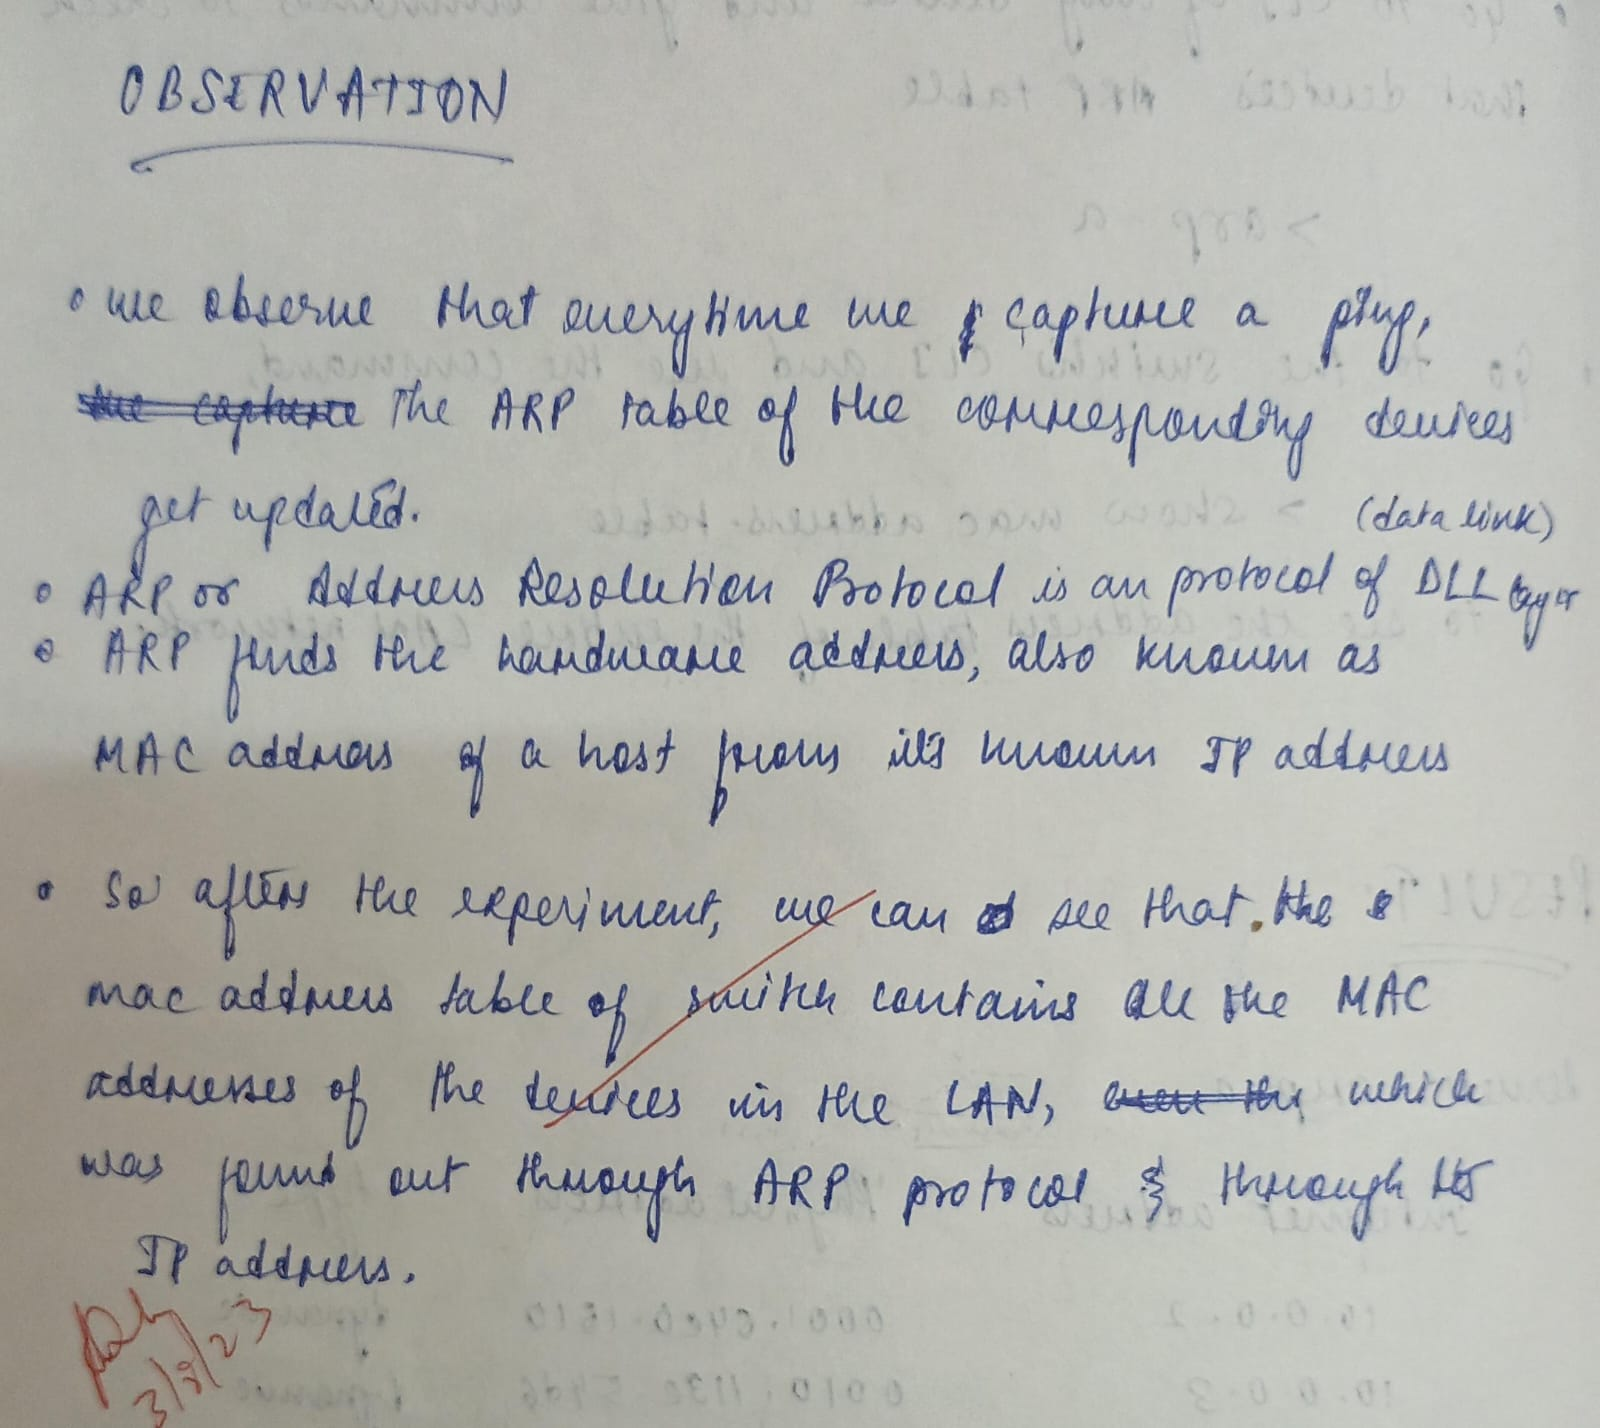 OBSERVATION
• we observe that everytime we capture a ping,
the capture The ARP table of the corresponding devices
get updated.
(data link)
• ARP or Address Resolution Protocol is an protocol of DLL layer
• ARP finds the hardware address, also known as
MAC address of a host from it's known IP address
• So after the experiment, we can see that the
mac address table of switch contains all the MAC
addresses of the devices in the LAN, which
was found out through ARP protocol & through its
IP address.
3/8/23